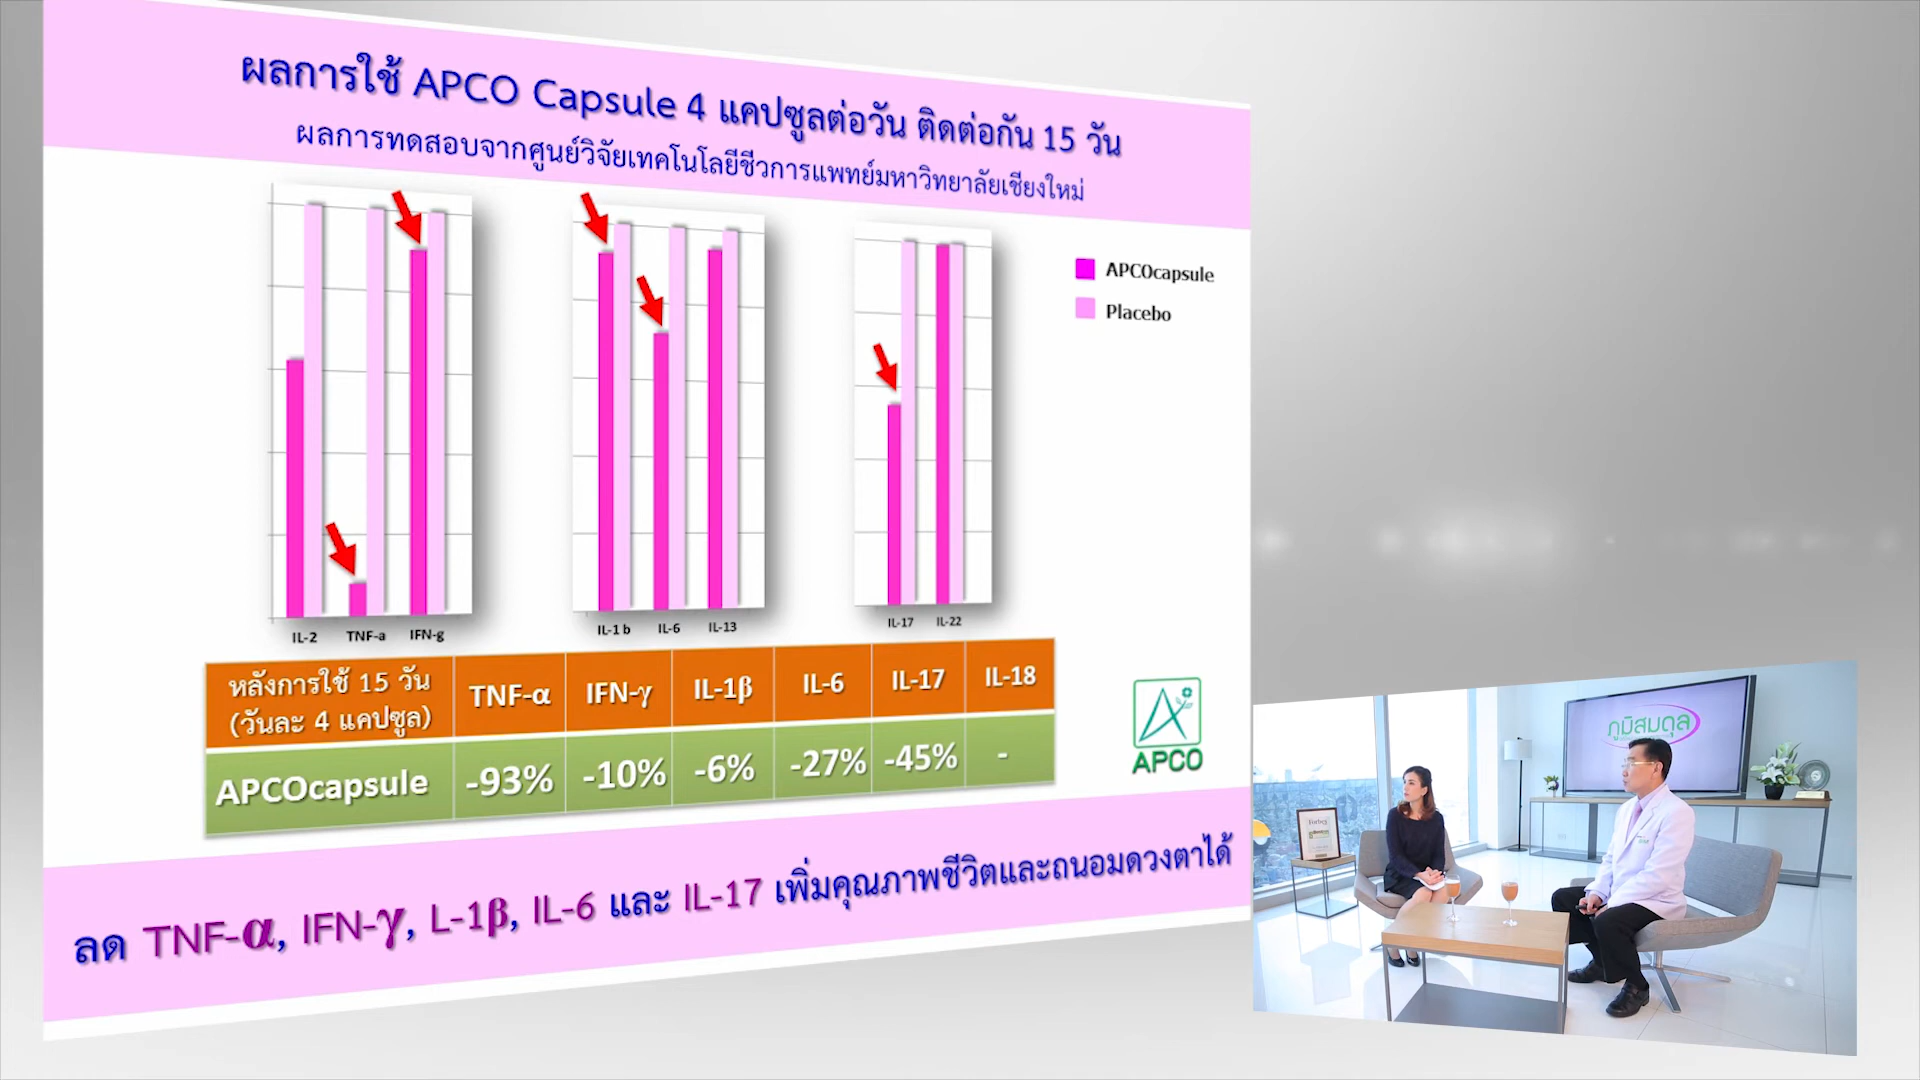 ผลการใช้ APCO Capsule 4 แคปซูลต่อวัน ติดต่อกัน 15 วัน
ผลการทดสอบจากศูนย์วิจัยเทคโนโลยีชีวการแพทย์มหาวิทยาลัยเชียงใหม่
APCOcapsule
Placebo
IL-2 TNF-a IFN-g
IL-1 b IL-6 IL-13
IL-17 IL-22
หลังการใช้ 15 วัน
(วันละ 4 แคปซูล)
TNF-α IFN-γ IL-1β IL-6 IL-17 IL-18
APCOcapsule -93% -10% -6% -27% -45% -
APCO
ลด TNF-α, IFN-γ, L-1β, IL-6 และ IL-17 เพิ่มคุณภาพชีวิตและถนอมดวงตาได้
ภูมิสมดุล
Forbes